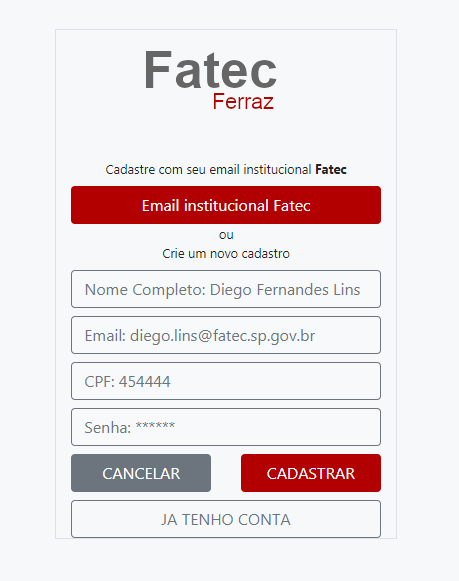 Fatec
Ferraz
Cadastre com seu email institucional Fatec
Email institucional Fatec
ou
Crie um novo cadastro
Nome Completo: Diego Fernandes Lins
Email: diego.lins@fatec.sp.gov.br
CPF: 454444
Senha: ******
CANCELAR
CADASTRAR
JA TENHO CONTA